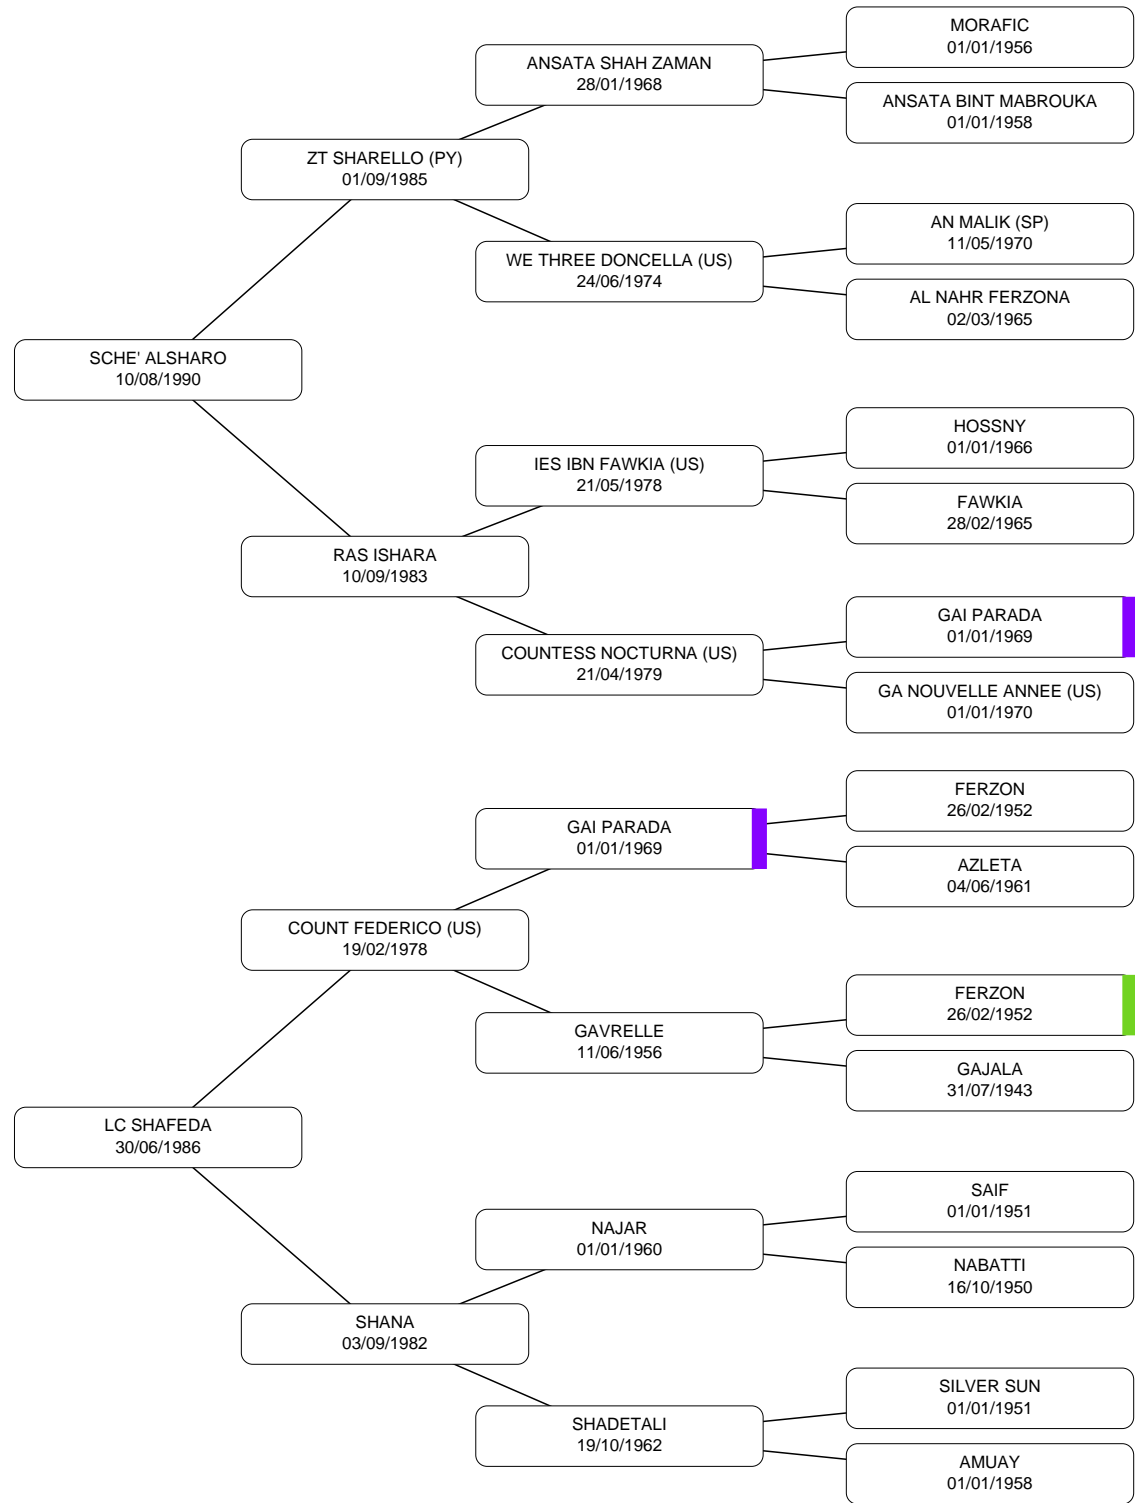 MORAFIC
01/01/1956
ANSATA SHAH ZAMAN
28/01/1968
ANSATA BINT MABROUKA
01/01/1958
ZT SHARELLO (PY)
01/09/1985
AN MALIK (SP)
11/05/1970
WE THREE DONCELLA (US)
24/06/1974
AL NAHR FERZONA
02/03/1965
SCHE' ALSHARO
10/08/1990
HOSSNY
01/01/1966
IES IBN FAWKIA (US)
21/05/1978
FAWKIA
28/02/1965
RAS ISHARA
10/09/1983
GAI PARADA
01/01/1969
COUNTESS NOCTURNA (US)
21/04/1979
GA NOUVELLE ANNEE (US)
01/01/1970
FERZON
26/02/1952
GAI PARADA
01/01/1969
AZLETA
04/06/1961
COUNT FEDERICO (US)
19/02/1978
FERZON
26/02/1952
GAVRELLE
11/06/1956
GAJALA
31/07/1943
LC SHAFEDA
30/06/1986
SAIF
01/01/1951
NAJAR
01/01/1960
NABATTI
16/10/1950
SHANA
03/09/1982
SILVER SUN
01/01/1951
SHADETALI
19/10/1962
AMUAY
01/01/1958